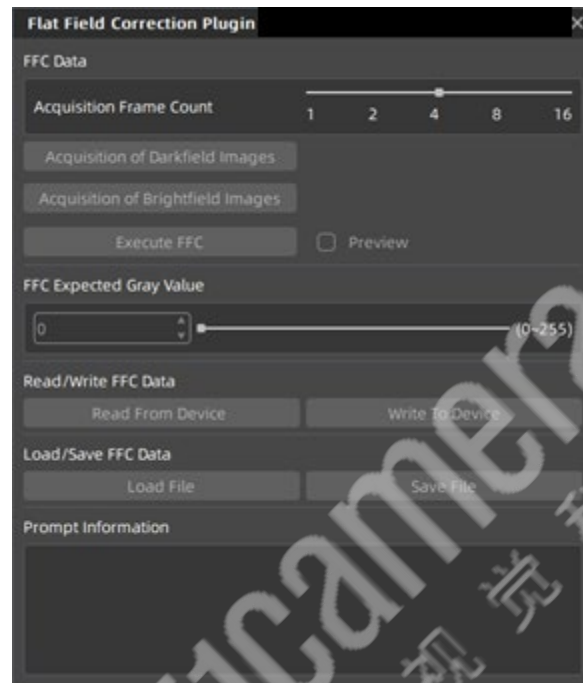 Flat Field Correction Plugin
FFC Data
Acquisition Frame Count
1 2 4 8 16
Acquisition of Darkfield Images
Acquisition of Brightfield Images
Execute FFC Preview
FFC Expected Gray Value
0 (0~255)
Read/Write FFC Data
Read From Device Write To Device
Load/Save FFC Data
Load File Save File
Prompt Information
视觉